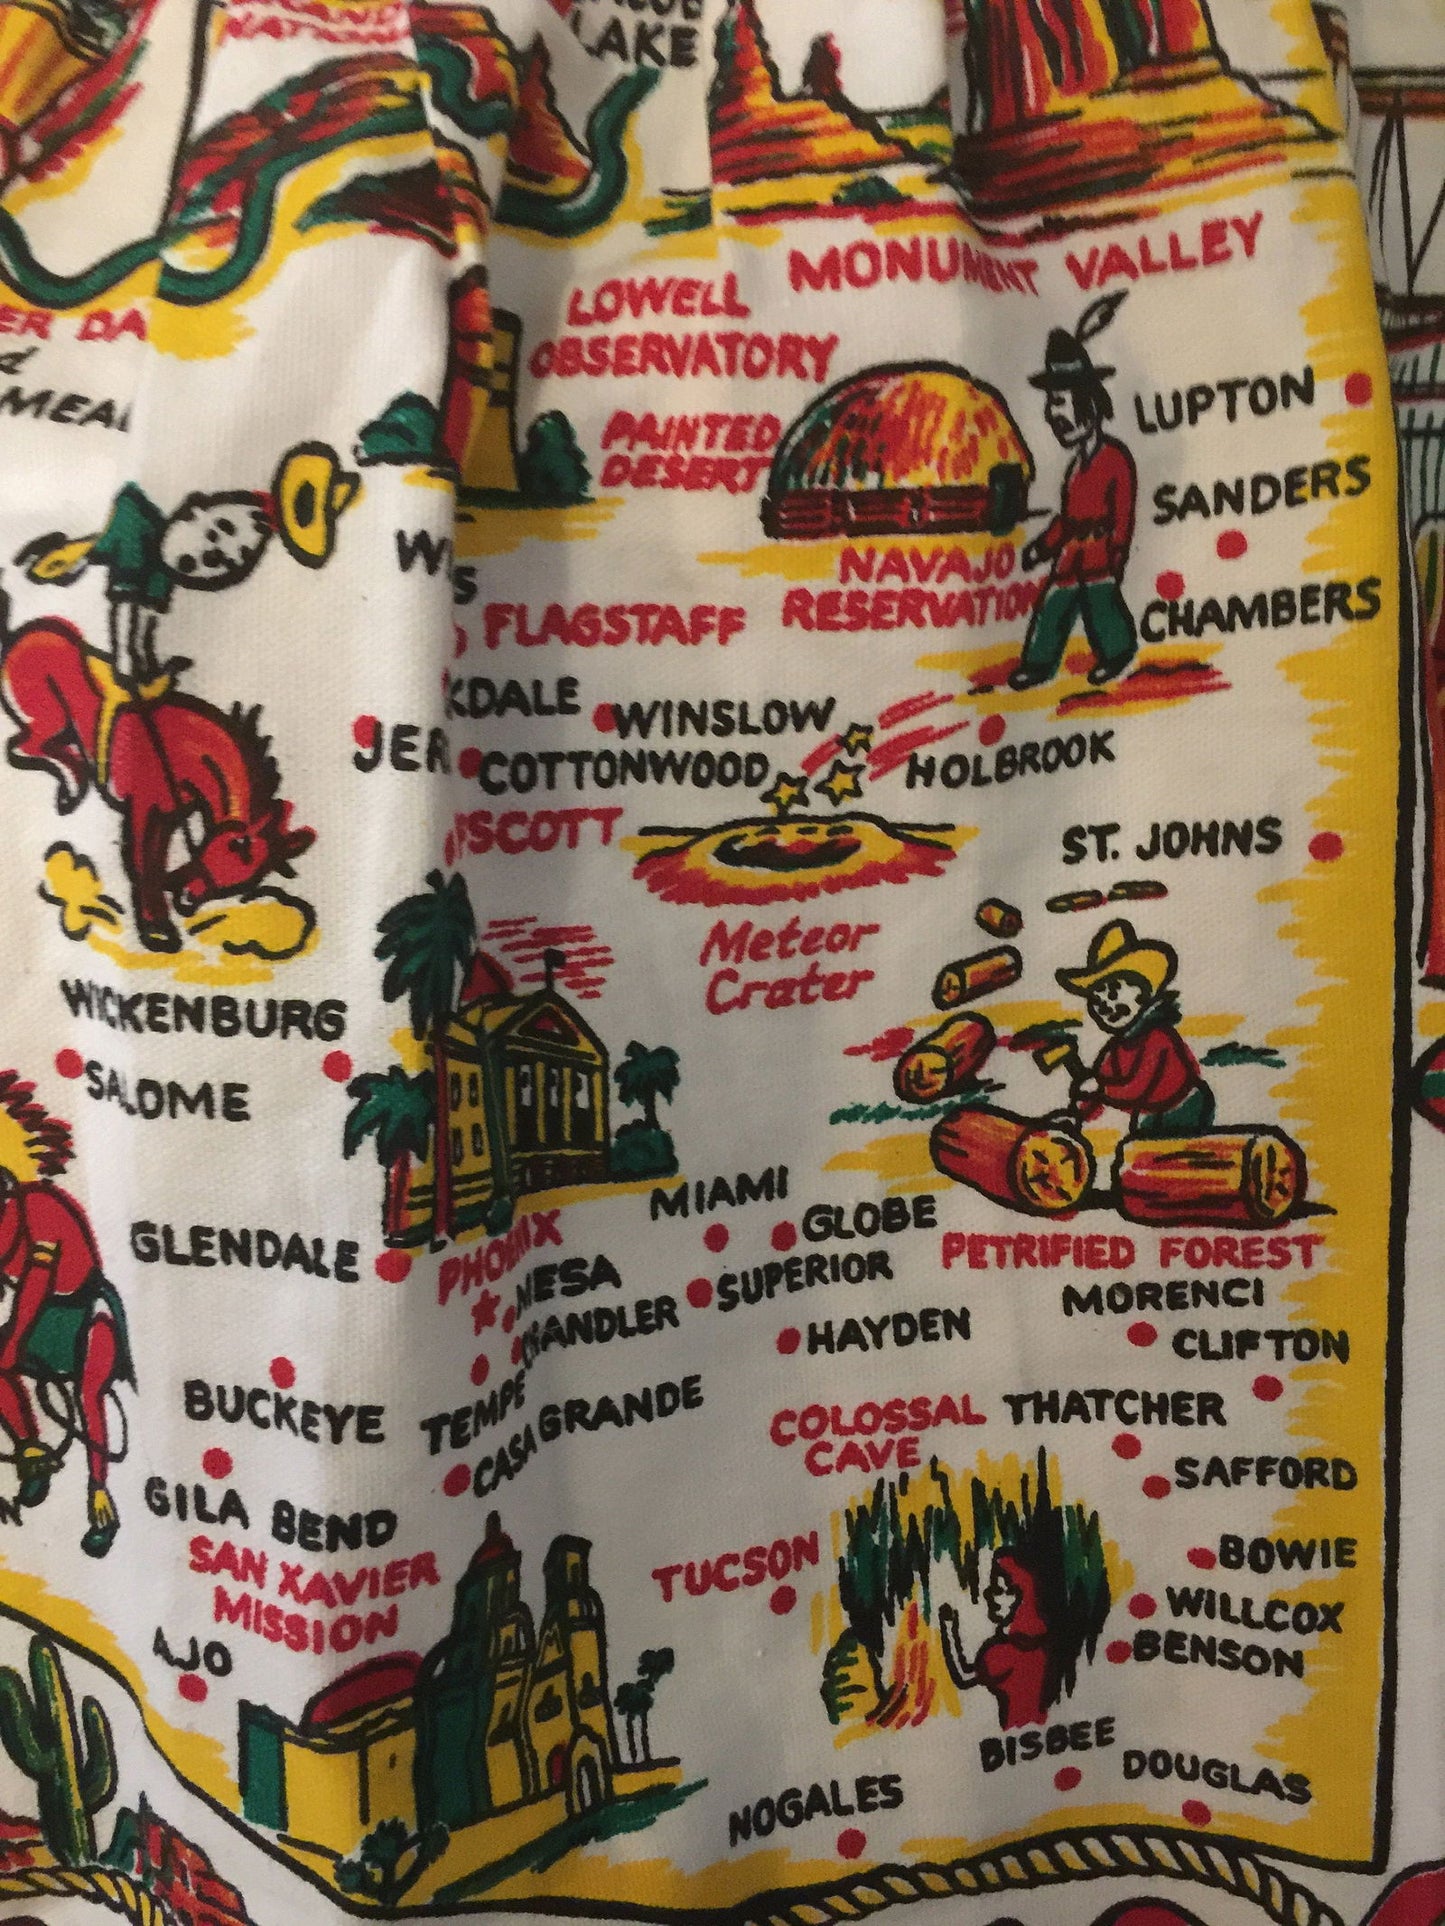 LAKE
MONUMENT VALLEY
LOWELL
OBSERVATORY
PAINTED
DESERT
LUPTON
SANDERS
NAVAJO
RESERVATION
CHAMBERS
FLAGSTAFF
WINSLOW
COTTONWOOD
HOLBROOK
ST. JOHNS
Meteor
Crater
WICKENBURG
SALOME
MIAMI
GLOBE
GLENDALE
PHOENIX
MESA
SUPERIOR
PETRIFIED FOREST
MORENCI
CHANDLER
HAYDEN
CLIFTON
BUCKEYE
TEMPE
CASA GRANDE
COLOSSAL
CAVE
THATCHER
SAFFORD
GILA BEND
SAN XAVIER
MISSION
TUCSON
BOWIE
WILLCOX
BENSON
AJO
BISBEE
DOUGLAS
NOGALES